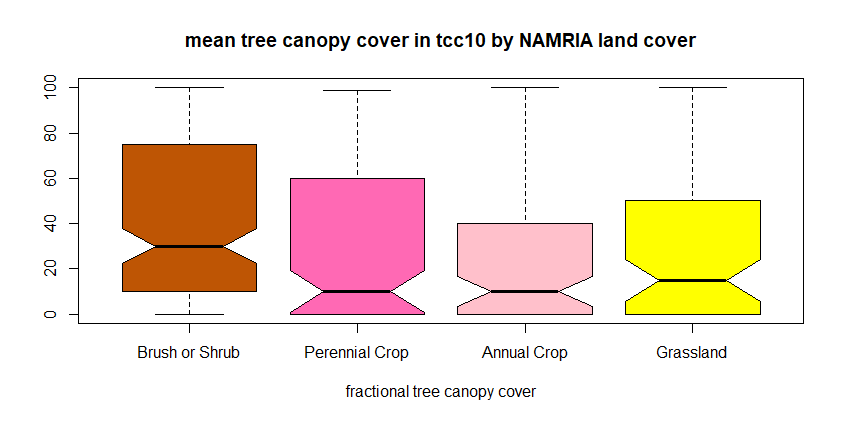 mean tree canopy cover in tcc10 by NAMRIA land cover
100
80
60
40
20
0
Brush or Shrub Perennial Crop Annual Crop Grassland
fractional tree canopy cover